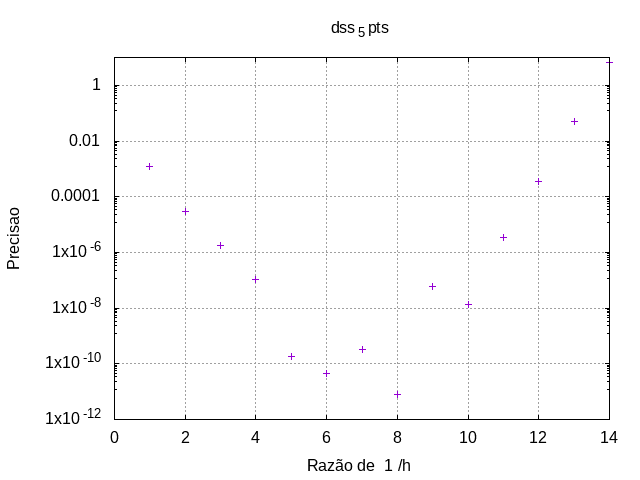 dss 5 pts
1
0.01
0.0001
1x10 -6
1x10 -8
1x10 -10
1x10 -12
Precisao
0 2 4 6 8 10 12 14
Razão de 1 /h